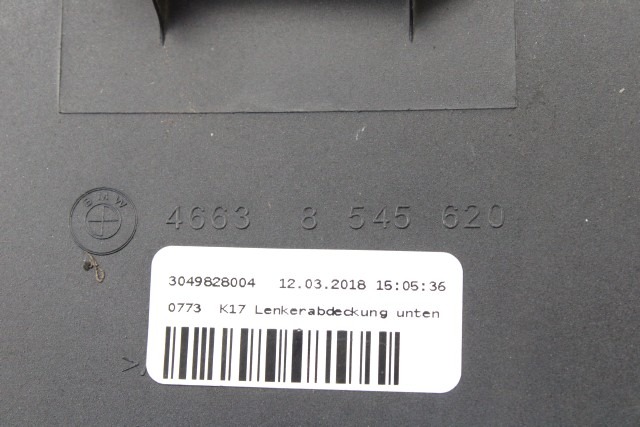 BMW 4663 8 545 620
3049828004 12.03.2018 15:05:36
0773 K17 Lenkerabdeckung unten